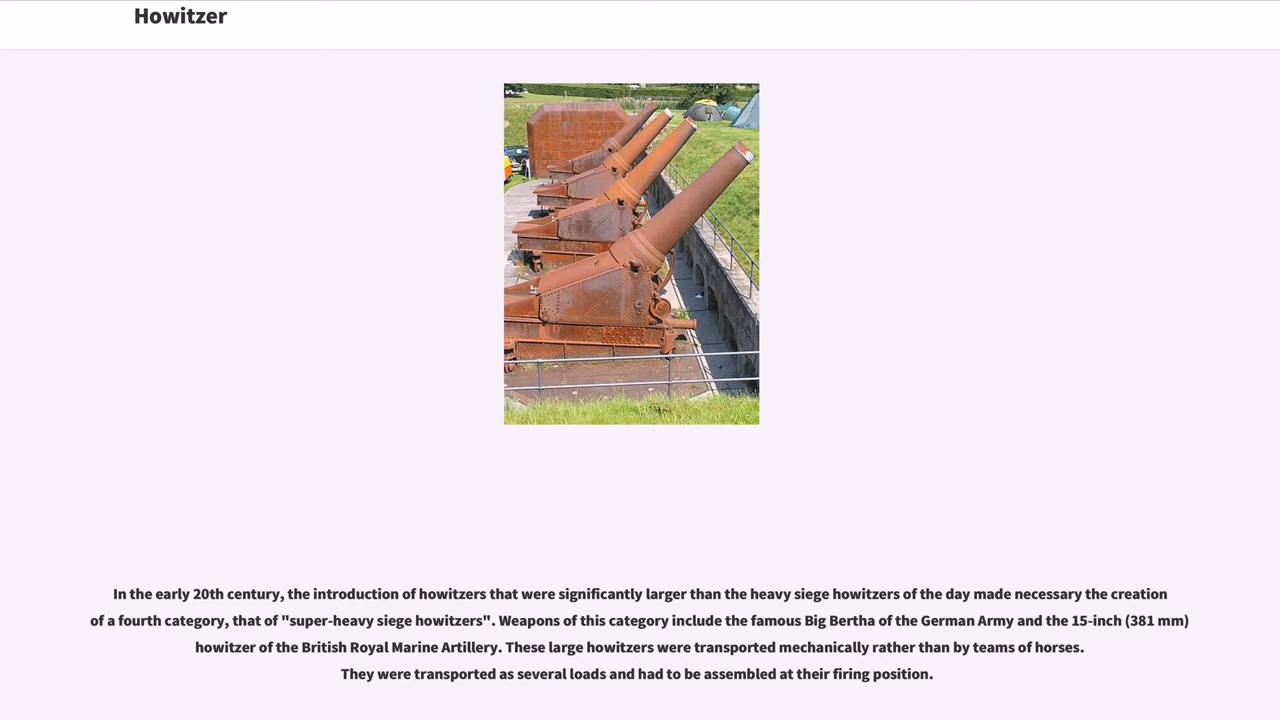 Howitzer
In the early 20th century, the introduction of howitzers that were significantly larger than the heavy siege howitzers of the day made necessary the creation
of a fourth category, that of "super-heavy siege howitzers". Weapons of this category include the famous Big Bertha of the German Army and the 15-inch (381 mm)
howitzer of the British Royal Marine Artillery. These large howitzers were transported mechanically rather than by teams of horses.
They were transported as several loads and had to be assembled at their firing position.